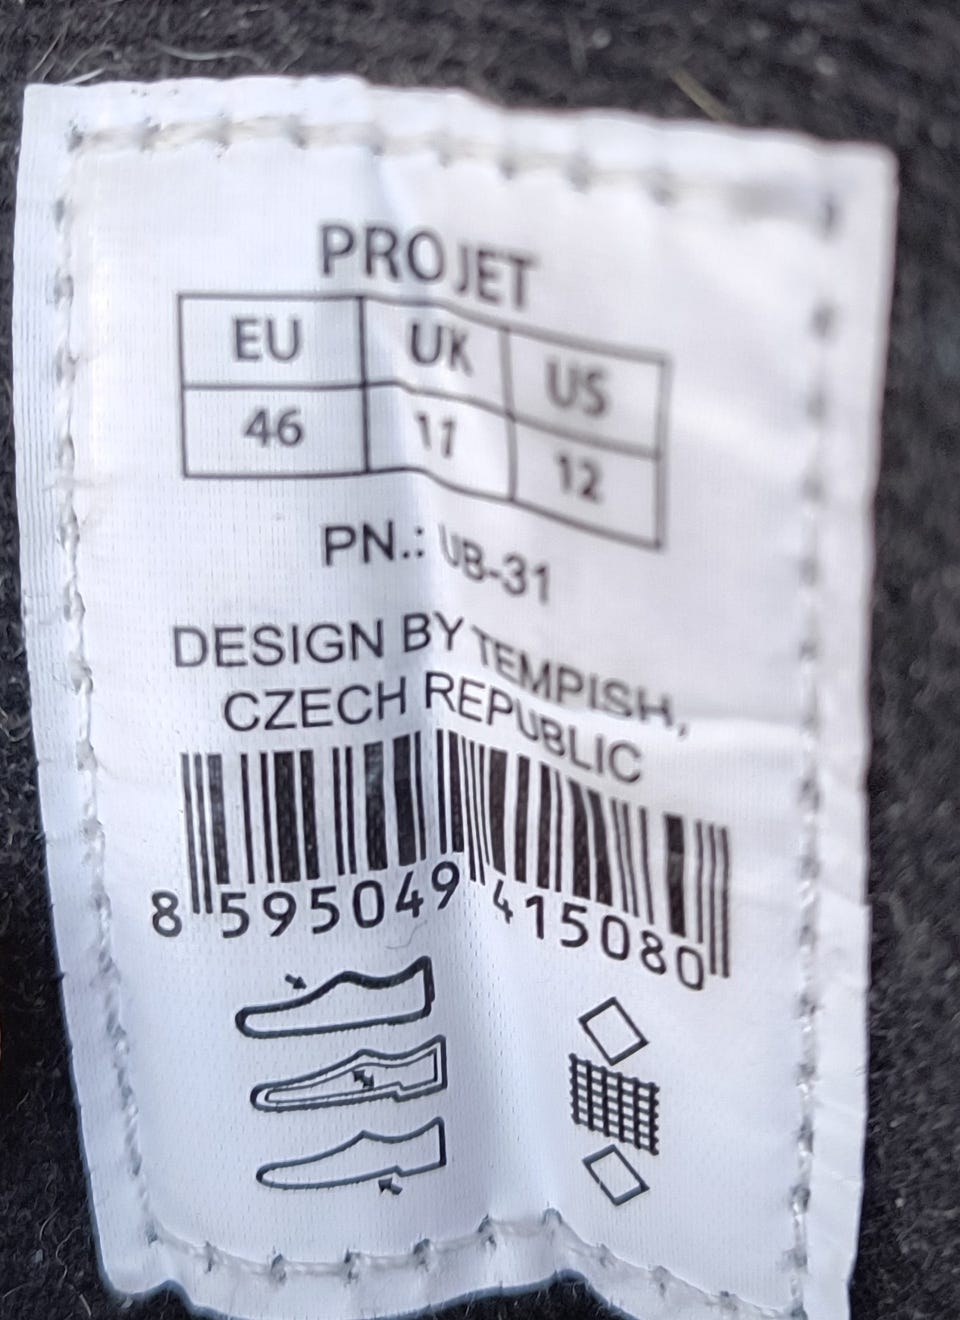 PROJET
EU UK US
46 11 12
PN.: UB-31
DESIGN BY TEMPISH,
CZECH REPUBLIC
8 595049 415080